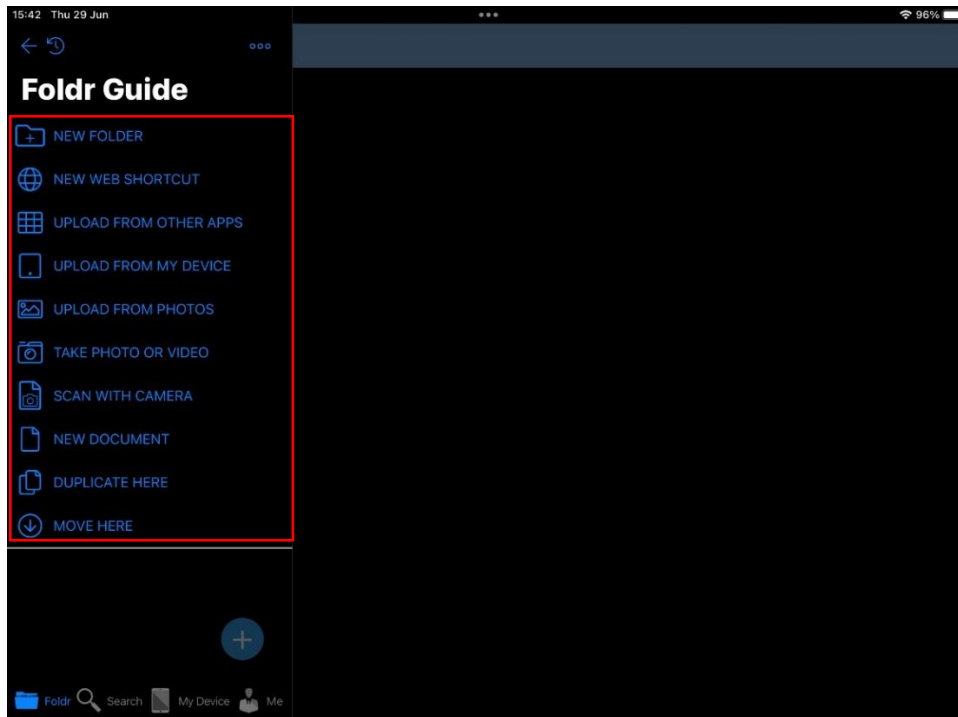 15:42 Thu 29 Jun
96%
Foldr Guide
NEW FOLDER
NEW WEB SHORTCUT
UPLOAD FROM OTHER APPS
UPLOAD FROM MY DEVICE
UPLOAD FROM PHOTOS
TAKE PHOTO OR VIDEO
SCAN WITH CAMERA
NEW DOCUMENT
DUPLICATE HERE
MOVE HERE
Foldr Search My Device Me